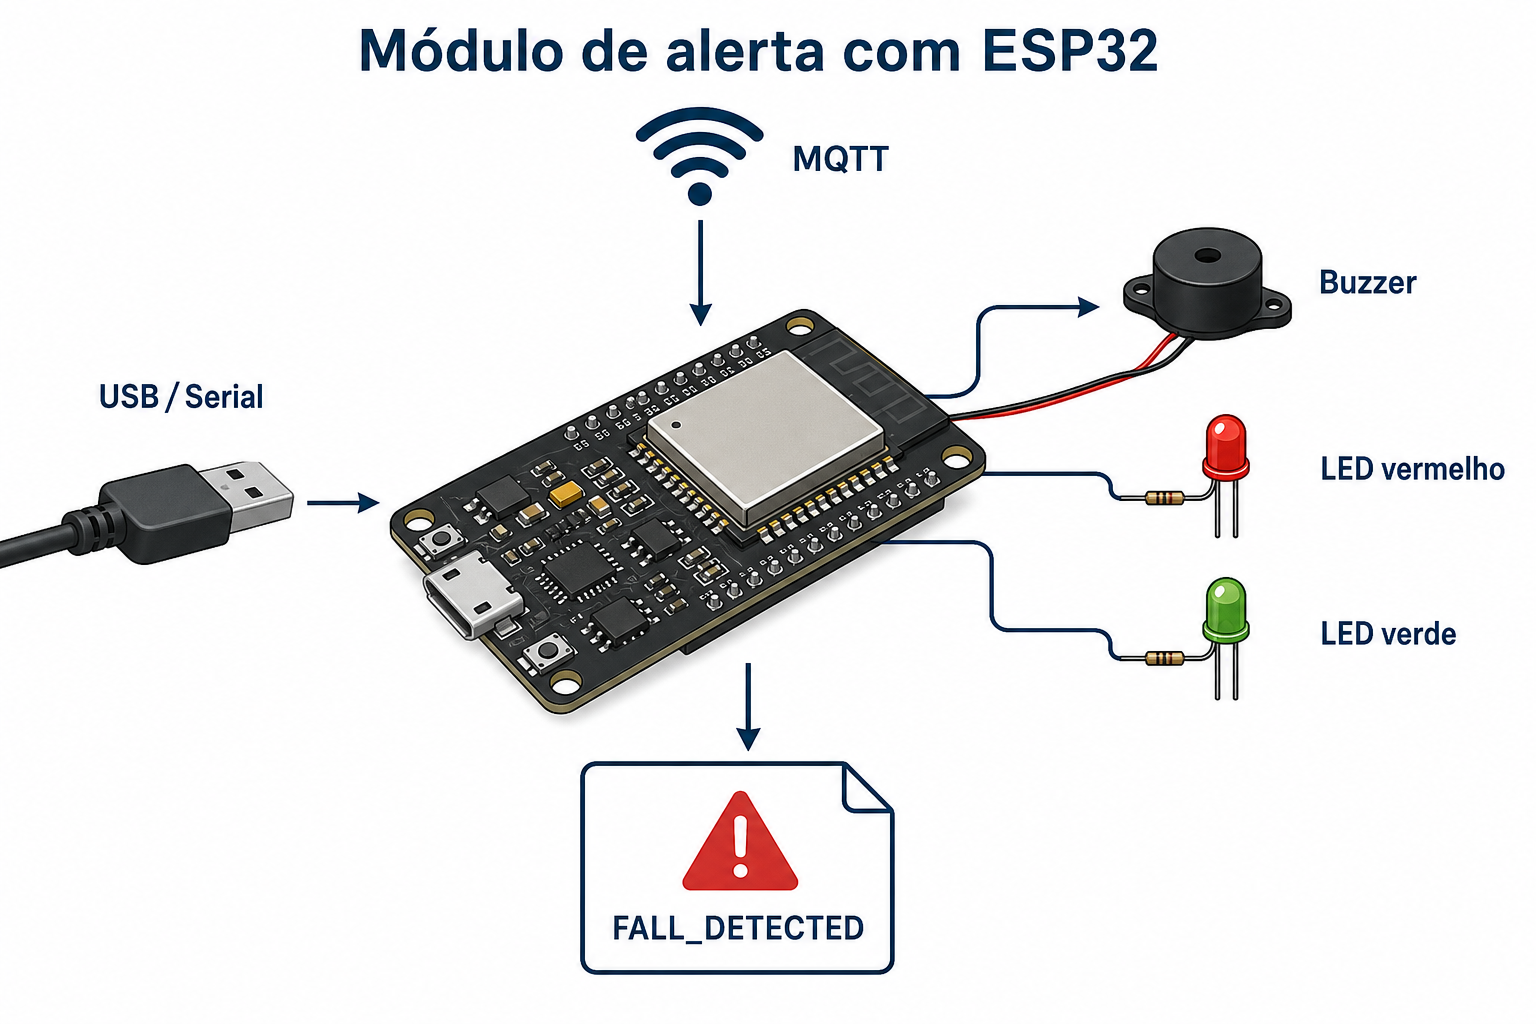 Módulo de alerta com ESP32
MQTT
Buzzer
USB / Serial
LED vermelho
LED verde
FALL_DETECTED